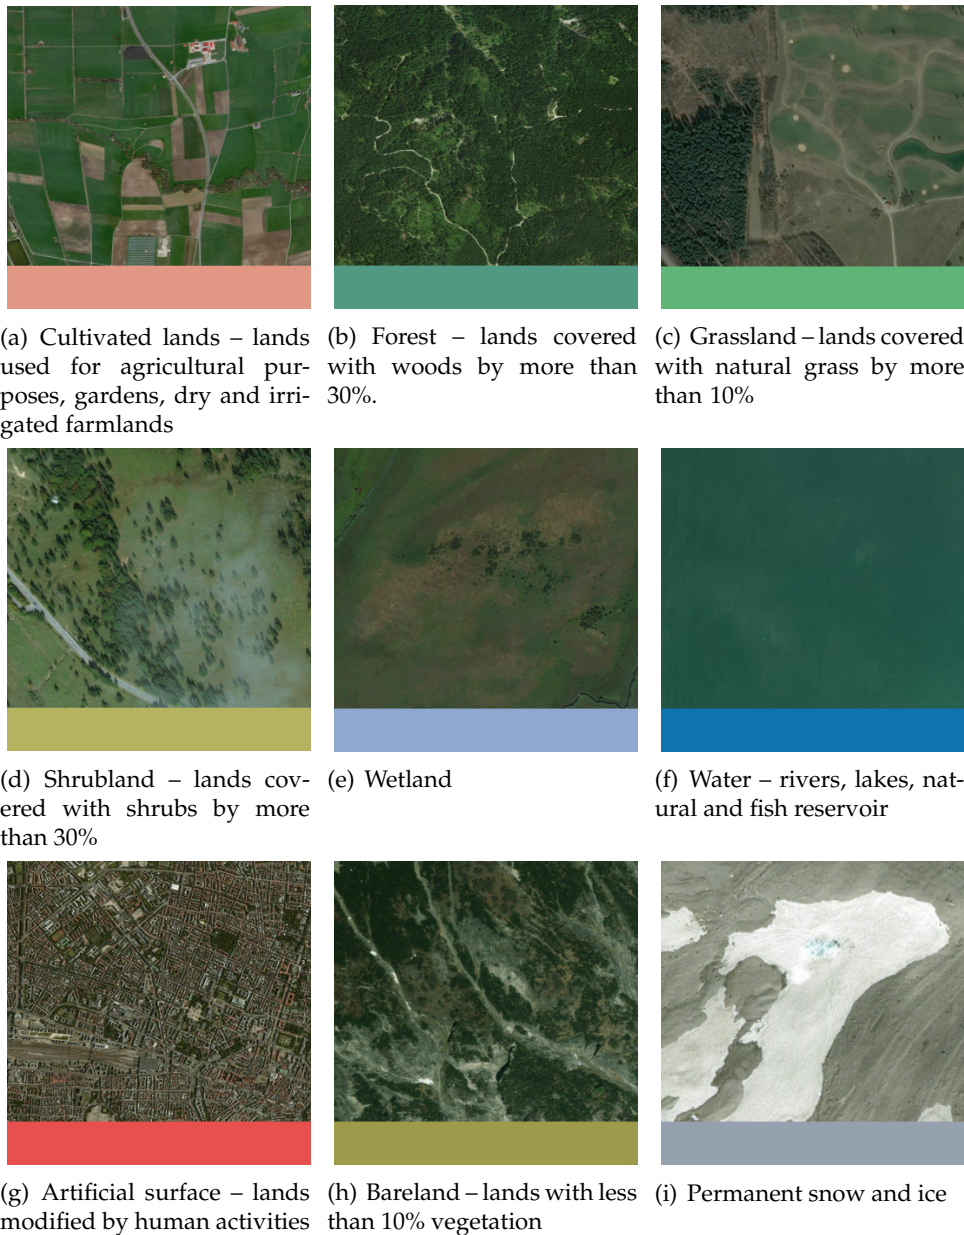 (a) Cultivated lands – lands
used for agricultural pur-
poses, gardens, dry and irri-
gated farmlands
(b) Forest – lands covered
with woods by more than
30%.
(c) Grassland – lands covered
with natural grass by more
than 10%
(d) Shrubland – lands cov-
ered with shrubs by more
than 30%
(e) Wetland
(f) Water – rivers, lakes, nat-
ural and fish reservoir
(g) Artificial surface – lands
modified by human activities
(h) Bareland – lands with less
than 10% vegetation
(i) Permanent snow and ice